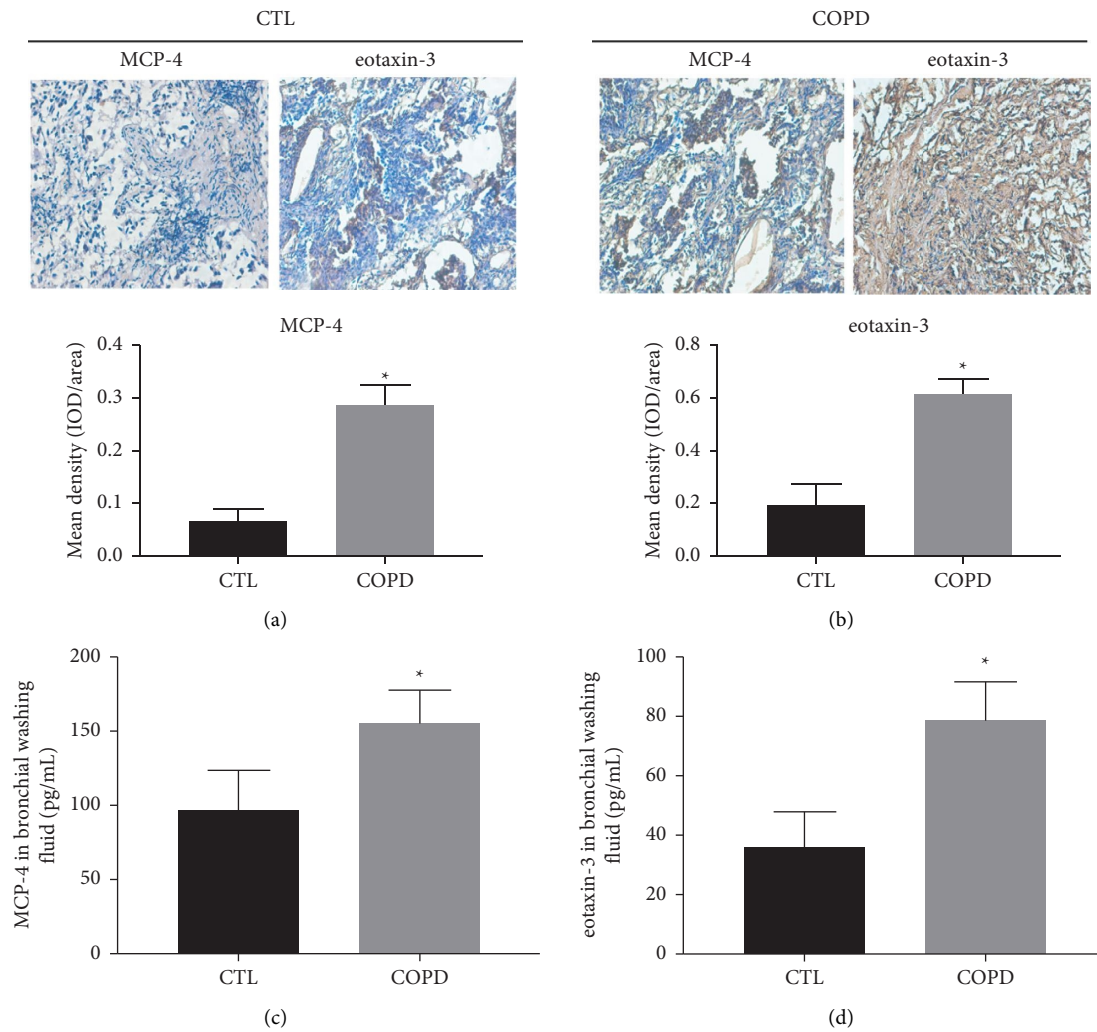 CTL
COPD
MCP-4
eotaxin-3
MCP-4
eotaxin-3
MCP-4
Mean density (IOD/area)
0.4
0.3
0.2
0.1
0.0
*
CTL
COPD
(a)
eotaxin-3
Mean density (IOD/area)
0.8
0.6
0.4
0.2
0.0
*
CTL
COPD
(b)
MCP-4 in bronchial washing
fluid (pg/mL)
200
150
100
50
0
*
CTL
COPD
(c)
eotaxin-3 in bronchial washing
fluid (pg/mL)
100
80
60
40
20
0
*
CTL
COPD
(d)